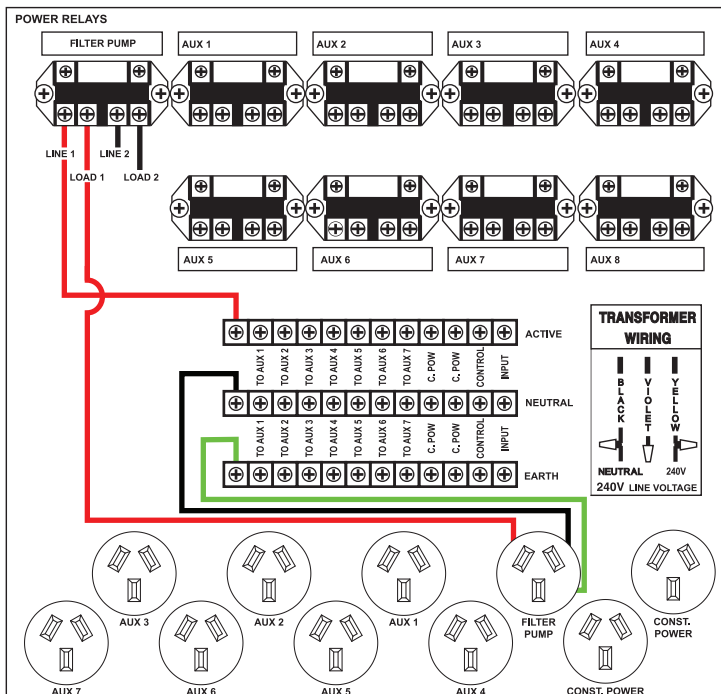 POWER RELAYS
FILTER PUMP
AUX 1
AUX 2
AUX 3
AUX 4
LINE 1
LINE 2
LOAD 1
LOAD 2
AUX 5
AUX 6
AUX 7
AUX 8
ACTIVE
TO AUX 1
TO AUX 2
TO AUX 3
TO AUX 4
TO AUX 5
TO AUX 6
TO AUX 7
C. POW
C. POW
CONTROL
INPUT
NEUTRAL
TO AUX 1
TO AUX 2
TO AUX 3
TO AUX 4
TO AUX 5
TO AUX 6
TO AUX 7
C. POW
C. POW
CONTROL
INPUT
EARTH
TRANSFORMER
WIRING
BLACK
VIOLET
YELLOW
NEUTRAL
240V
240V LINE VOLTAGE
AUX 3
AUX 2
AUX 1
FILTER
PUMP
CONST.
POWER
AUX 7
AUX 6
AUX 5
AUX 4
CONST. POWER